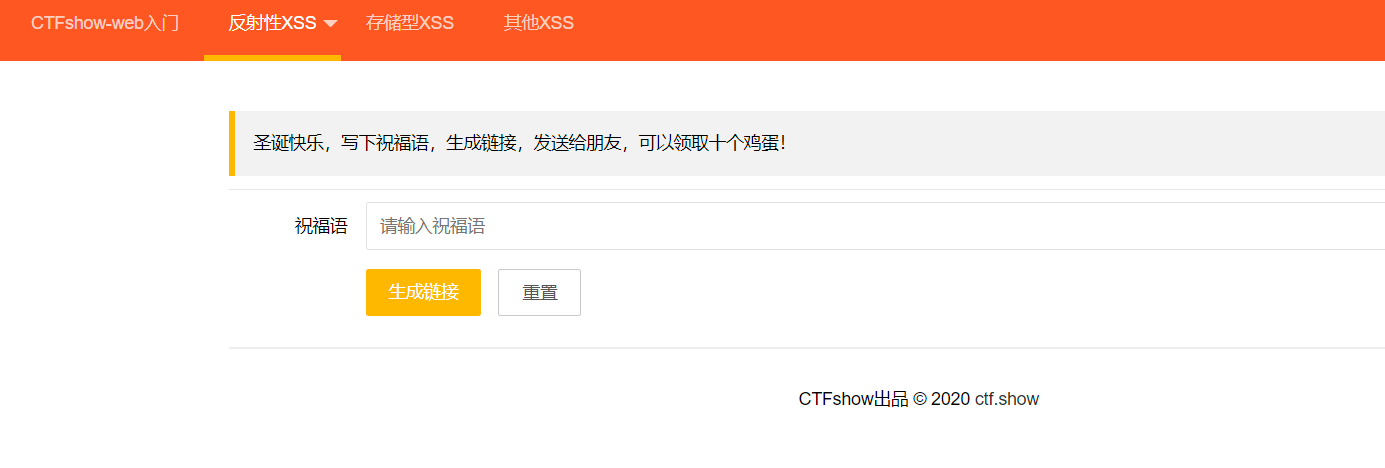 CTFshow-web入门 反射性XSS 存储型XSS 其他XSS
圣诞快乐，写下祝福语，生成链接，发送给朋友，可以领取十个鸡蛋！
祝福语 请输入祝福语
生成链接 重置
CTFshow出品 © 2020 ctf.show